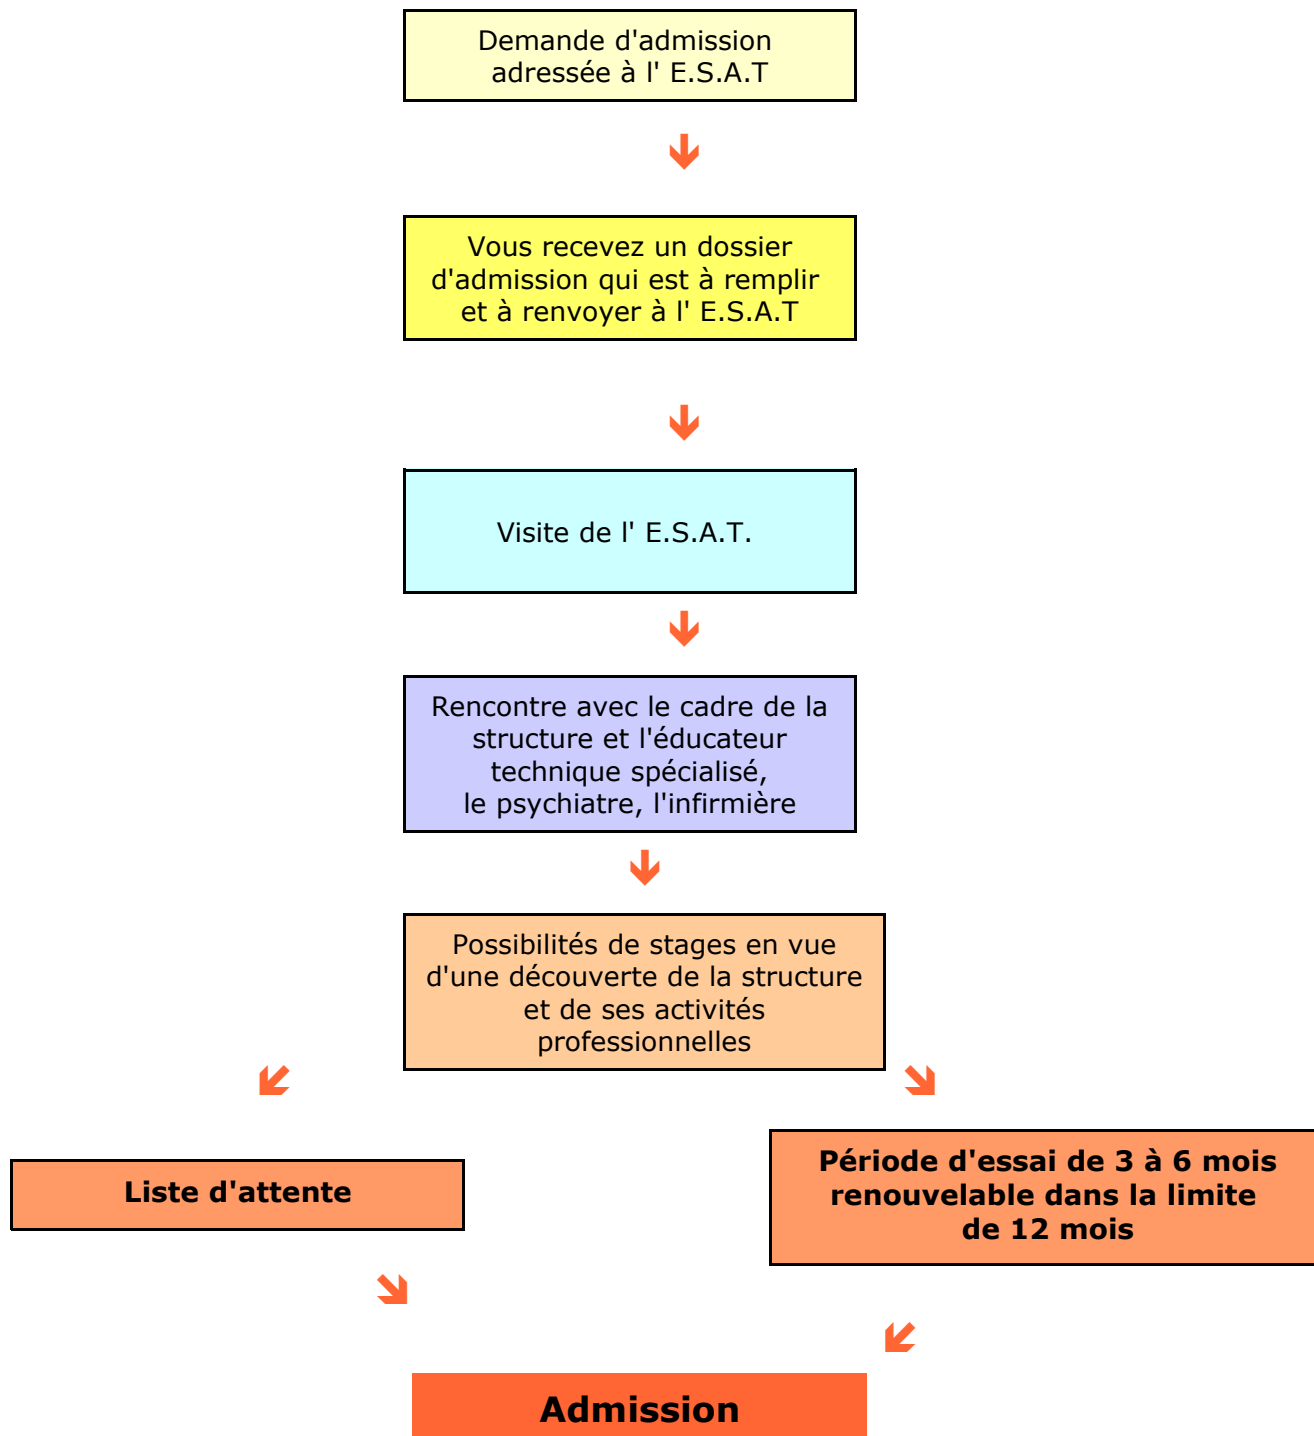 Demande d'admission
adressée à l' E.S.A.T
Vous recevez un dossier
d'admission qui est à remplir
et à renvoyer à l' E.S.A.T
Visite de l' E.S.A.T.
Rencontre avec le cadre de la
structure et l'éducateur
technique spécialisé,
le psychiatre, l'infirmière
Possibilités de stages en vue
d'une découverte de la structure
et de ses activités
professionnelles
Liste d'attente
Période d'essai de 3 à 6 mois
renouvelable dans la limite
de 12 mois
Admission